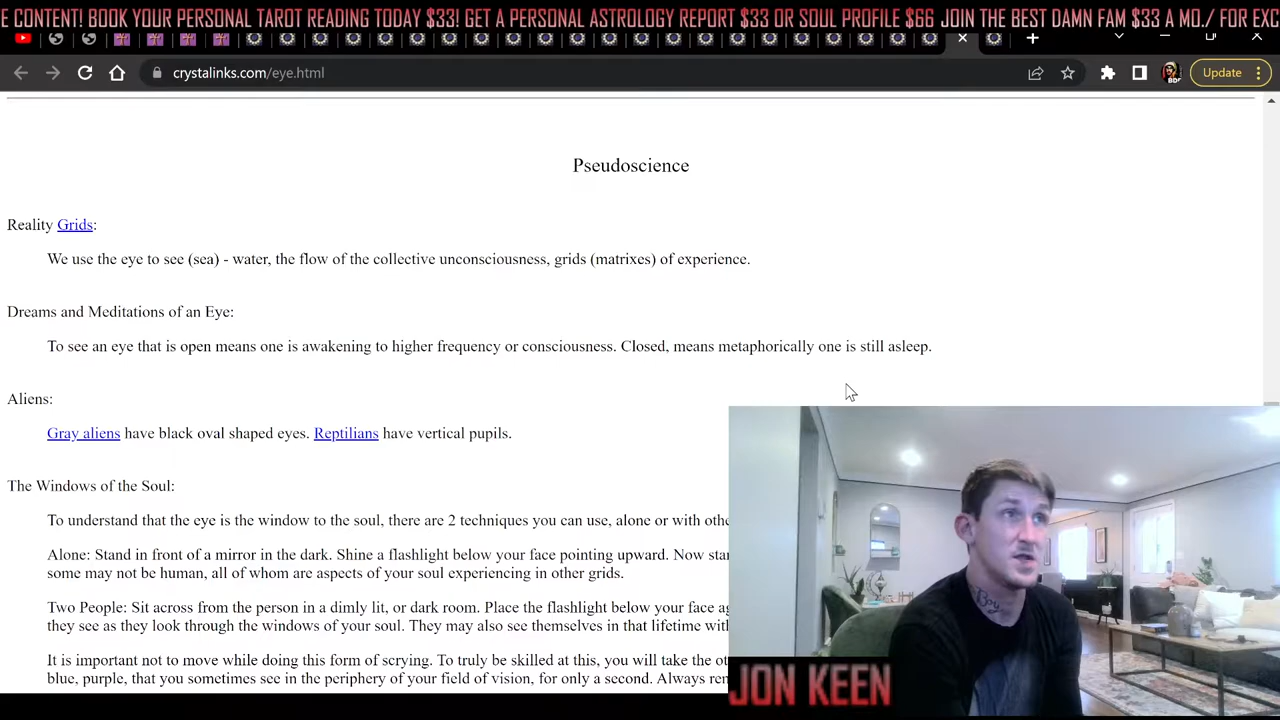 E CONTENT! BOOK YOUR PERSONAL TAROT READING TODAY $33! GET A PERSONAL ASTROLOGY REPORT $33 OR SOUL PROFILE $66 JOIN THE BEST DAMN FAM $33 A MO./ FOR EXC
crystalinks.com/eye.html
Update
Pseudoscience
Reality Grids:
We use the eye to see (sea) - water, the flow of the collective unconsciousness, grids (matrixes) of experience.
Dreams and Meditations of an Eye:
To see an eye that is open means one is awakening to higher frequency or consciousness. Closed, means metaphorically one is still asleep.
Aliens:
Gray aliens have black oval shaped eyes. Reptilians have vertical pupils.
The Windows of the Soul:
To understand that the eye is the window to the soul, there are 2 techniques you can use, alone or with othe
Alone: Stand in front of a mirror in the dark. Shine a flashlight below your face pointing upward. Now star
some may not be human, all of whom are aspects of your soul experiencing in other grids.
Two People: Sit across from the person in a dimly lit, or dark room. Place the flashlight below your face ag
they see as they look through the windows of your soul. They may also see themselves in that lifetime with
It is important not to move while doing this form of scrying. To truly be skilled at this, you will take the ot
blue, purple, that you sometimes see in the periphery of your field of vision, for only a second. Always ren
JON KEEN